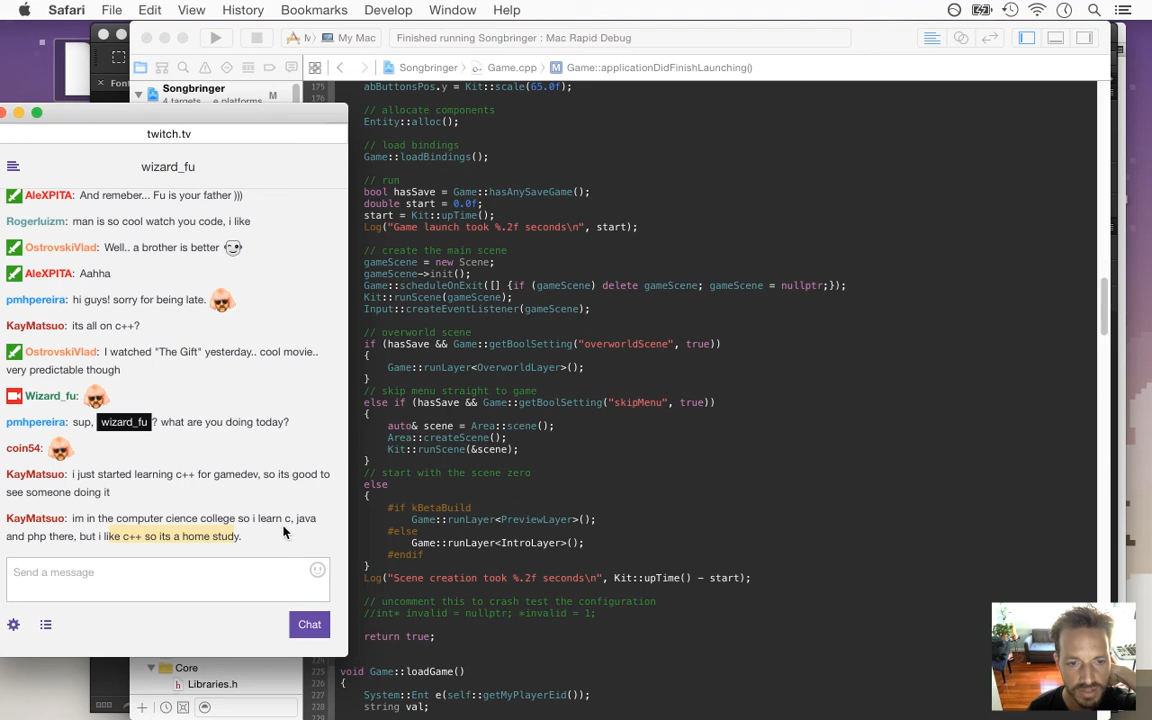 Safari File Edit View History Bookmarks Develop Window Help
My Mac Finished running Songbringer : Mac Rapid Debug
Songbringer Game.cpp Game::applicationDidFinishLaunching()
Font
Songbringer M
twitch.tv
wizard_fu
AleXPITA: And remeber... Fu is your father )))
Rogerluizm: man is so cool watch you code, i like
OstrovskiVlad: Well.. a brother is better
AleXPITA: Aahha
pmhpereira: hi guys! sorry for being late.
KayMatsuo: its all on c++?
OstrovskiVlad: I watched "The Gift" yesterday.. cool movie..
very predictable though
Wizard_fu:
pmhpereira: sup, wizard_fu ? what are you doing today?
coin54:
KayMatsuo: i just started learning c++ for gamedev, so its good to
see someone doing it
KayMatsuo: im in the computer cience college so i learn c, java
and php there, but i like c++ so its a home study.
Send a message
Chat
Core
Libraries.h
175 abButtonsPos.y = Kit::scale(65.0f);
176
// allocate components
Entity::alloc();
// load bindings
Game::loadBindings();
// run
bool hasSave = Game::hasAnySaveGame();
double start = 0.0f;
start = Kit::upTime();
Log("Game launch took %.2f seconds\n", start);
// create the main scene
gameScene = new Scene;
gameScene->init();
Game::scheduleOnExit([] {if (gameScene) delete gameScene; gameScene = nullptr;});
Kit::runScene(gameScene);
Input::createEventListener(gameScene);
// overworld scene
if (hasSave && Game::getBoolSetting("overworldScene", true))
{
Game::runLayer<OverworldLayer>();
}
// skip menu straight to game
else if (hasSave && Game::getBoolSetting("skipMenu", true))
{
auto& scene = Area::scene();
Area::createScene();
Kit::runScene(&scene);
}
// start with the scene zero
else
{
#if kBetaBuild
Game::runLayer<PreviewLayer>();
#else
Game::runLayer<IntroLayer>();
#endif
}
Log("Scene creation took %.2f seconds\n", Kit::upTime() - start);
// uncomment this to crash test the configuration
//int* invalid = nullptr; *invalid = 1;
return true;
224
225 void Game::loadGame()
226 {
227 System::Ent e(self::getMyPlayerEid());
228 string val;